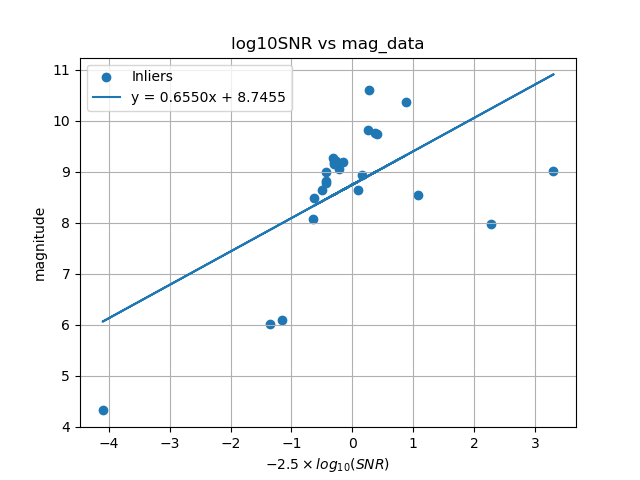 log10SNR vs mag_data
Inliers
y = 0.6550x + 8.7455
11
10
9
8
7
6
5
4
magnitude
−4 −3 −2 −1 0 1 2 3
−2.5 × log₁₀(SNR)